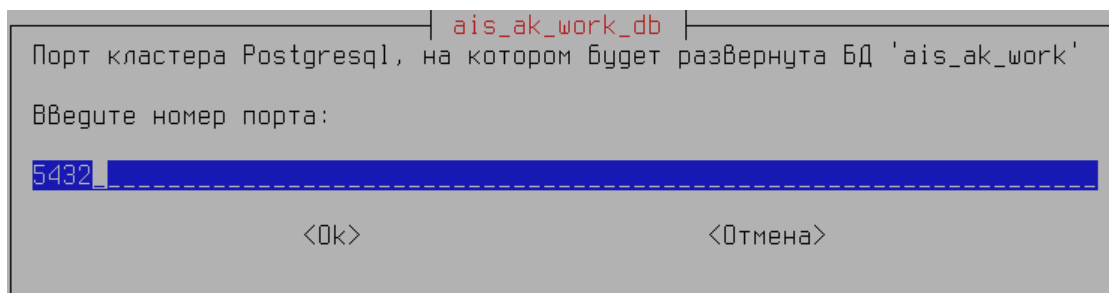 ais_ak_work_db
Порт кластера Postgresql, на котором будет развернута БД 'ais_ak_work'
Введите номер порта:
5432
<Ok> <Отмена>